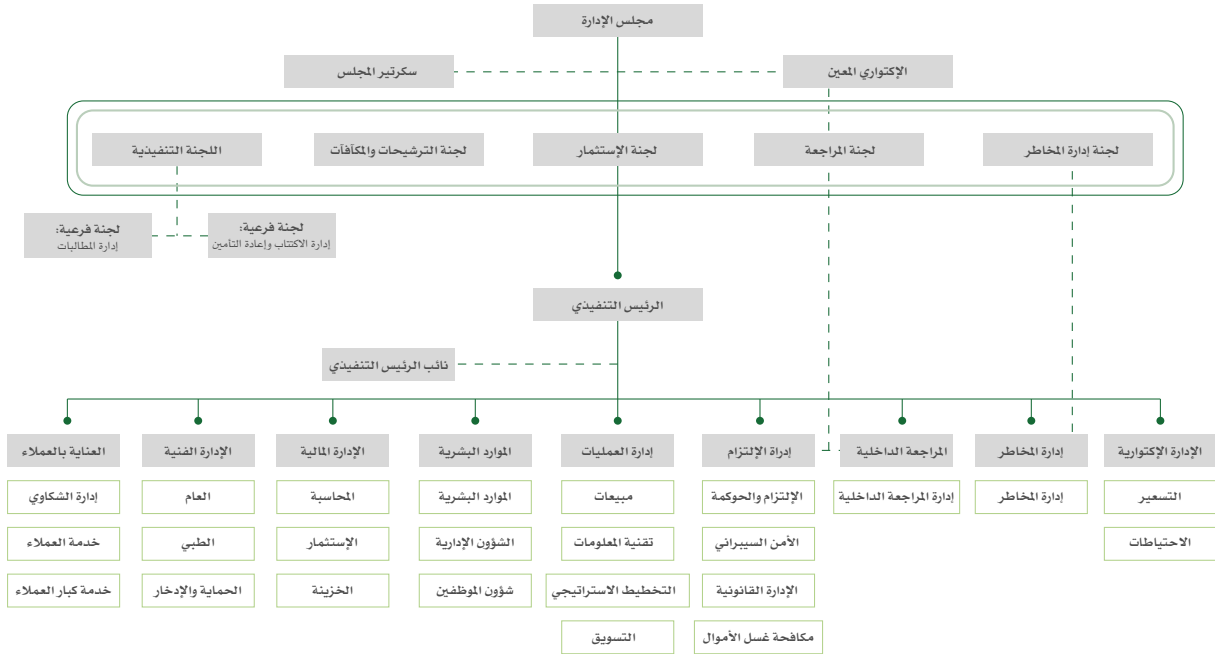 مجلس الإدارة
الإكتواري المعين
سكرتير المجلس
لجنة إدارة المخاطر
لجنة المراجعة
لجنة الإستثمار
لجنة الترشيحات والمكآفآت
اللجنة التنفيذية
لجنة فرعية:
إدارة الاكتتاب وإعادة التأمين
لجنة فرعية:
إدارة المطالبات
الرئيس التنفيذي
نائب الرئيس التنفيذي
الإدارة الإكتوارية
إدارة المخاطر
المراجعة الداخلية
إدراة الإلتزام
إدارة العمليات
الموارد البشرية
الإدارة المالية
الإدارة الفنية
العناية بالعملاء
التسعير
إدارة المخاطر
إدارة المراجعة الداخلية
الإلتزام والحوكمة
مبيعات
الموارد البشرية
المحاسبة
العام
إدارة الشكاوي
الاحتياطات
الأمن السيبراني
تقنية المعلومات
الشؤون الإدارية
الإستثمار
الطبي
خدمة العملاء
الإدارة القانونية
التخطيط الاستراتيجي
شؤون الموظفين
الخزينة
الحماية والإدخار
خدمة كبار العملاء
مكافحة غسل الأموال
التسويق